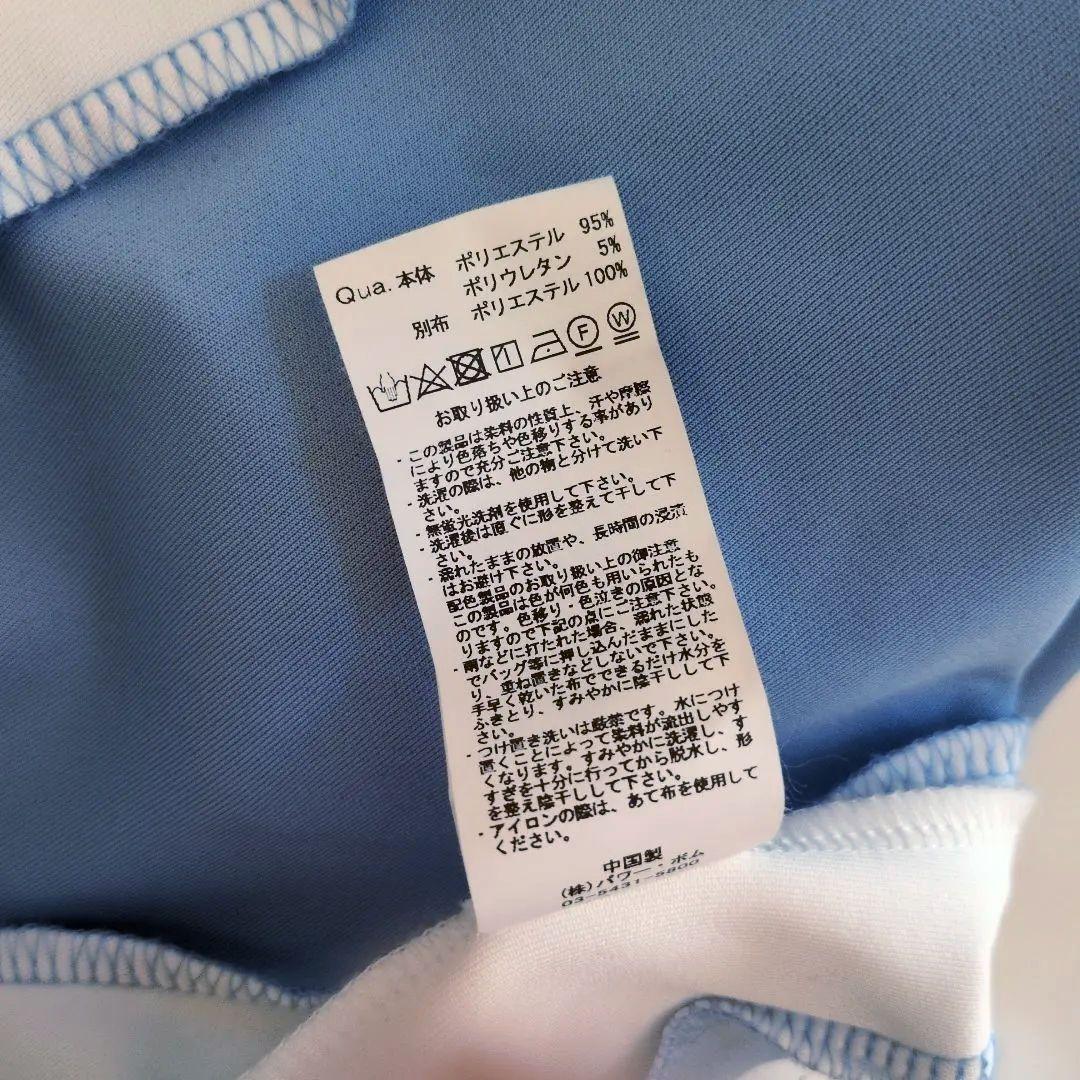 Qua. 本体 ポリエステル 95%
ポリウレタン 5%
別布 ポリエステル 100%
F W
お取り扱い上のご注意
・この製品は染料の性質上、汗や摩擦
により色落ちや色移りする事があり
ますので充分ご注意下さい。
・洗濯の際は、他の物と分けて洗い下
さい。
・無蛍光洗剤を使用して下さい。
・洗濯後は直ぐに形を整えて干して下
さい。
・濡れたままの放置や、長時間の浸漬
はお避け下さい。
配色製品のお取り扱い上の御注意
この製品は色が何色も用いられたも
のです。色移り・色泣きの原因とな
りますので下記の点にご注意下さい。
・雨などに打たれた場合、濡れた状態
でバッグ等に押し込んだままにした
り、重ね置きなどしないで下さい。
手早く乾いた布でできるだけ水分を
ふきとり、すみやかに陰干しして下
さい。
・つけ置き洗いは厳禁です。水につけ
置くことによって染料が流出しやす
くなります。すみやかに洗濯し、す
すぎを十分に行ってから脱水し、形
を整え陰干しして下さい。
・アイロンの際は、あて布を使用して
ください。
中国製
(株)パワー・ボム
03-5431-5800